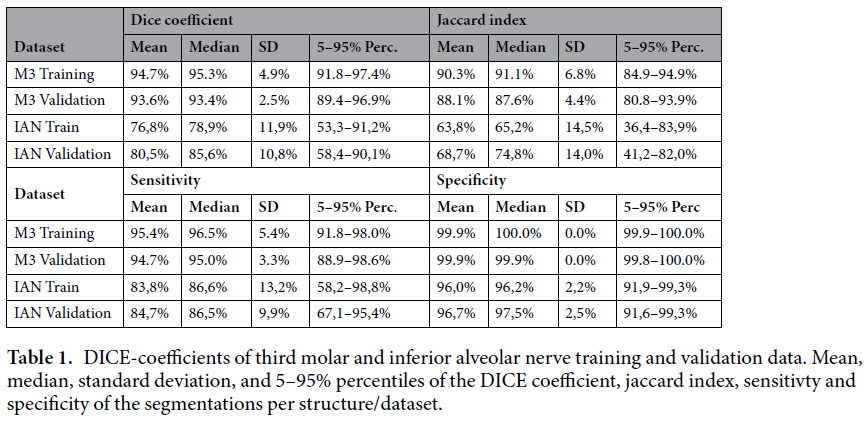 Dice coefficient Jaccard index
Dataset Mean Median SD 5–95% Perc. Mean Median SD 5–95% Perc.
M3 Training 94.7% 95.3% 4.9% 91.8–97.4% 90.3% 91.1% 6.8% 84.9–94.9%
M3 Validation 93.6% 93.4% 2.5% 89.4–96.9% 88.1% 87.6% 4.4% 80.8–93.9%
IAN Train 76,8% 78,9% 11,9% 53,3–91,2% 63,8% 65,2% 14,5% 36,4–83,9%
IAN Validation 80,5% 85,6% 10,8% 58,4–90,1% 68,7% 74,8% 14,0% 41,2–82,0%
Dataset Sensitivity Specificity
Mean Median SD 5–95% Perc. Mean Median SD 5–95% Perc
M3 Training 95.4% 96.5% 5.4% 91.8–98.0% 99.9% 100.0% 0.0% 99.9–100.0%
M3 Validation 94.7% 95.0% 3.3% 88.9–98.6% 99.9% 99.9% 0.0% 99.8–100.0%
IAN Train 83,8% 86,6% 13,2% 58,2–98,8% 96,0% 96,2% 2,2% 91,9–99,3%
IAN Validation 84,7% 86,5% 9,9% 67,1–95,4% 96,7% 97,5% 2,5% 91,6–99,3%
Table 1. DICE-coefficients of third molar and inferior alveolar nerve training and validation data. Mean,
median, standard deviation, and 5–95% percentiles of the DICE coefficient, jaccard index, sensitivty and
specificity of the segmentations per structure/dataset.